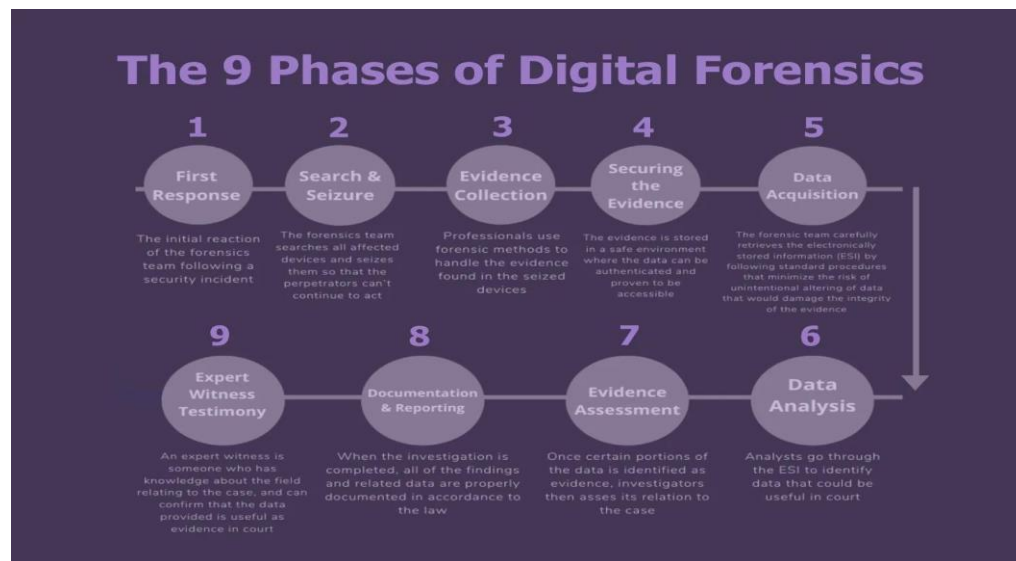 The 9 Phases of Digital Forensics
1
First
Response
The initial reaction
of the forensics
team following a
security incident
2
Search &
Seizure
The forensics team
searches all affected
devices and seizes
them so that the
perpetrators can't
continue to act
3
Evidence
Collection
Professionals use
forensic methods to
handle the evidence
found in the seized
devices
4
Securing
the
Evidence
The evidence is stored
in a safe environment
where the data can be
authenticated and
proven to be
accessible
5
Data
Acquisition
The forensic team carefully
retrieves the electronically
stored information (ESI) by
following standard procedures
that minimize the risk of
unintentional altering of data
that would damage the integrity
of the evidence
6
Data
Analysis
Analysts go through
the ESI to identify
data that could be
useful in court
7
Evidence
Assessment
Once certain portions of
the data is identified as
evidence, investigators
then asses its relation to
the case
8
Documentation
& Reporting
When the investigation is
completed, all of the findings
and related data are properly
documented in accordance to
the law
9
Expert
Witness
Testimony
An expert witness is
someone who has
knowledge about the field
relating to the case, and can
confirm that the data
provided is useful as
evidence in court